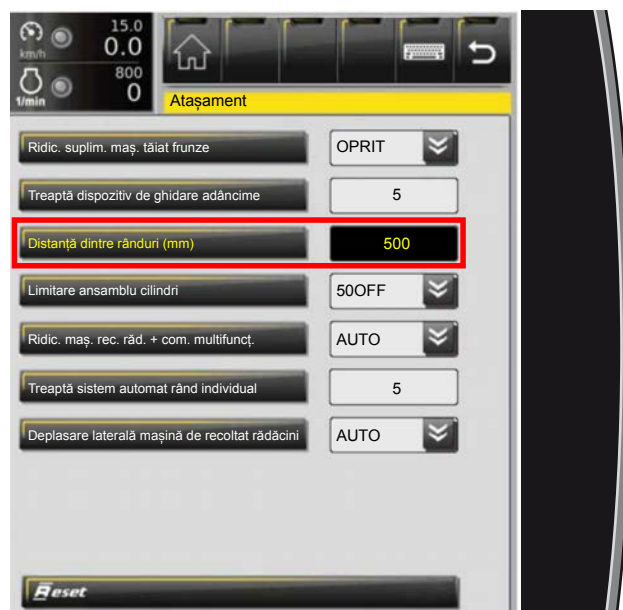 15.0
km/h
0.0
800
1/min
0
Atașament
Ridic. suplim. maș. tăiat frunze
OPRIT
Treaptă dispozitiv de ghidare adâncime
5
Distanță dintre rânduri (mm)
500
Limitare ansamblu cilindri
50OFF
Ridic. maș. rec. răd. + com. multifuncț.
AUTO
Treaptă sistem automat rând individual
5
Deplasare laterală mașină de recoltat rădăcini
AUTO
Reset